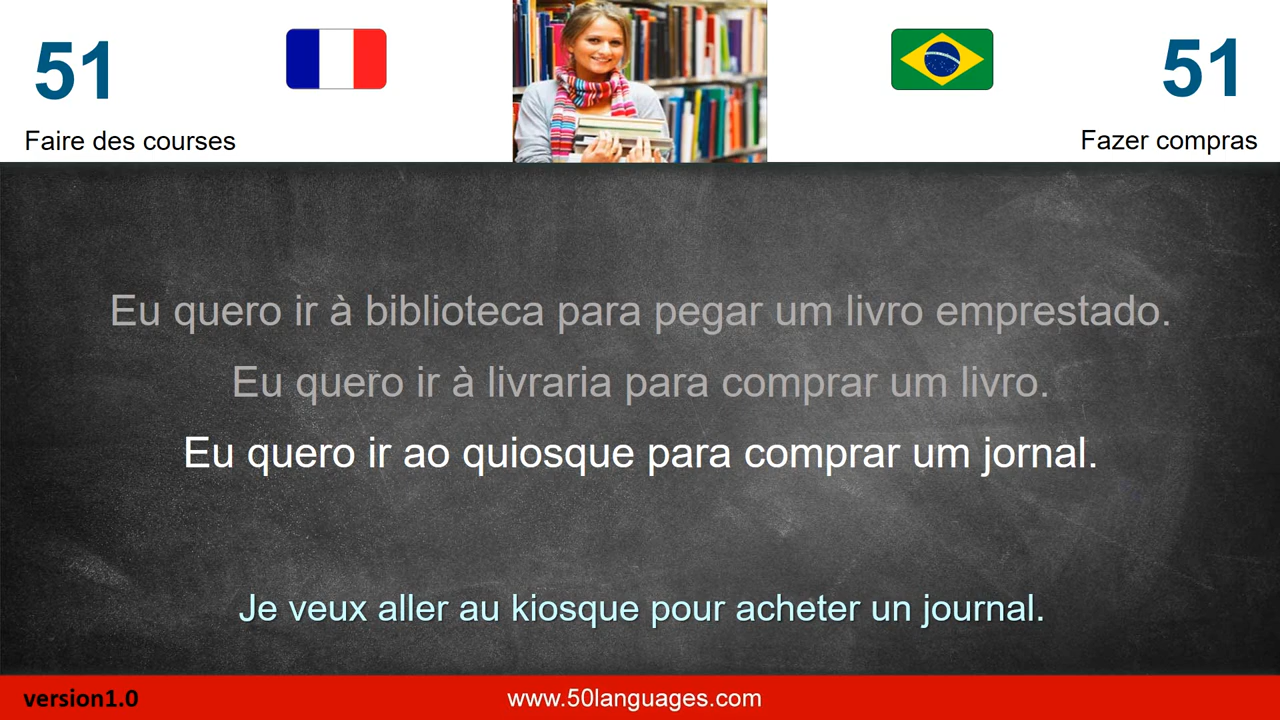 51
51
Faire des courses
Fazer compras
Eu quero ir à biblioteca para pegar um livro emprestado.
Eu quero ir à livraria para comprar um livro.
Eu quero ir ao quiosque para comprar um jornal.
Je veux aller au kiosque pour acheter un journal.
version1.0
www.50languages.com